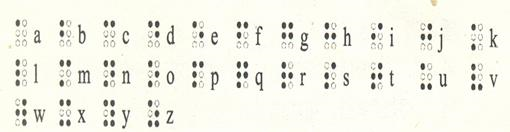 a b c d e f g h i j k
l m n o p q r s t u v
w x y z